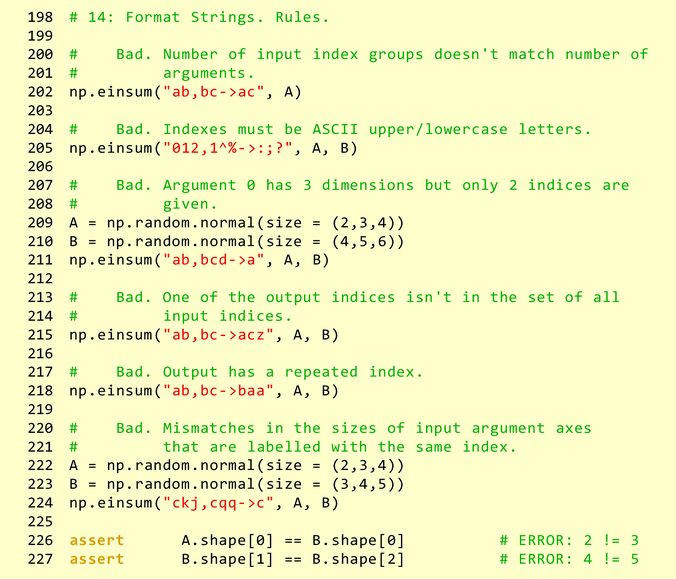 198 # 14: Format Strings. Rules.
199
200 #    Bad. Number of input index groups doesn't match number of
201 #         arguments.
202 np.einsum("ab,bc->ac", A)
203
204 #    Bad. Indexes must be ASCII upper/lowercase letters.
205 np.einsum("012,1^%->:;?", A, B)
206
207 #    Bad. Argument 0 has 3 dimensions but only 2 indices are
208 #         given.
209 A = np.random.normal(size = (2,3,4))
210 B = np.random.normal(size = (4,5,6))
211 np.einsum("ab,bcd->a", A, B)
212
213 #    Bad. One of the output indices isn't in the set of all
214 #         input indices.
215 np.einsum("ab,bc->acz", A, B)
216
217 #    Bad. Output has a repeated index.
218 np.einsum("ab,bc->baa", A, B)
219
220 #    Bad. Mismatches in the sizes of input argument axes
221 #         that are labelled with the same index.
222 A = np.random.normal(size = (2,3,4))
223 B = np.random.normal(size = (3,4,5))
224 np.einsum("ckj,cqq->c", A, B)
225
226 assert      A.shape[0] == B.shape[0]          # ERROR: 2 != 3
227 assert      B.shape[1] == B.shape[2]          # ERROR: 4 != 5